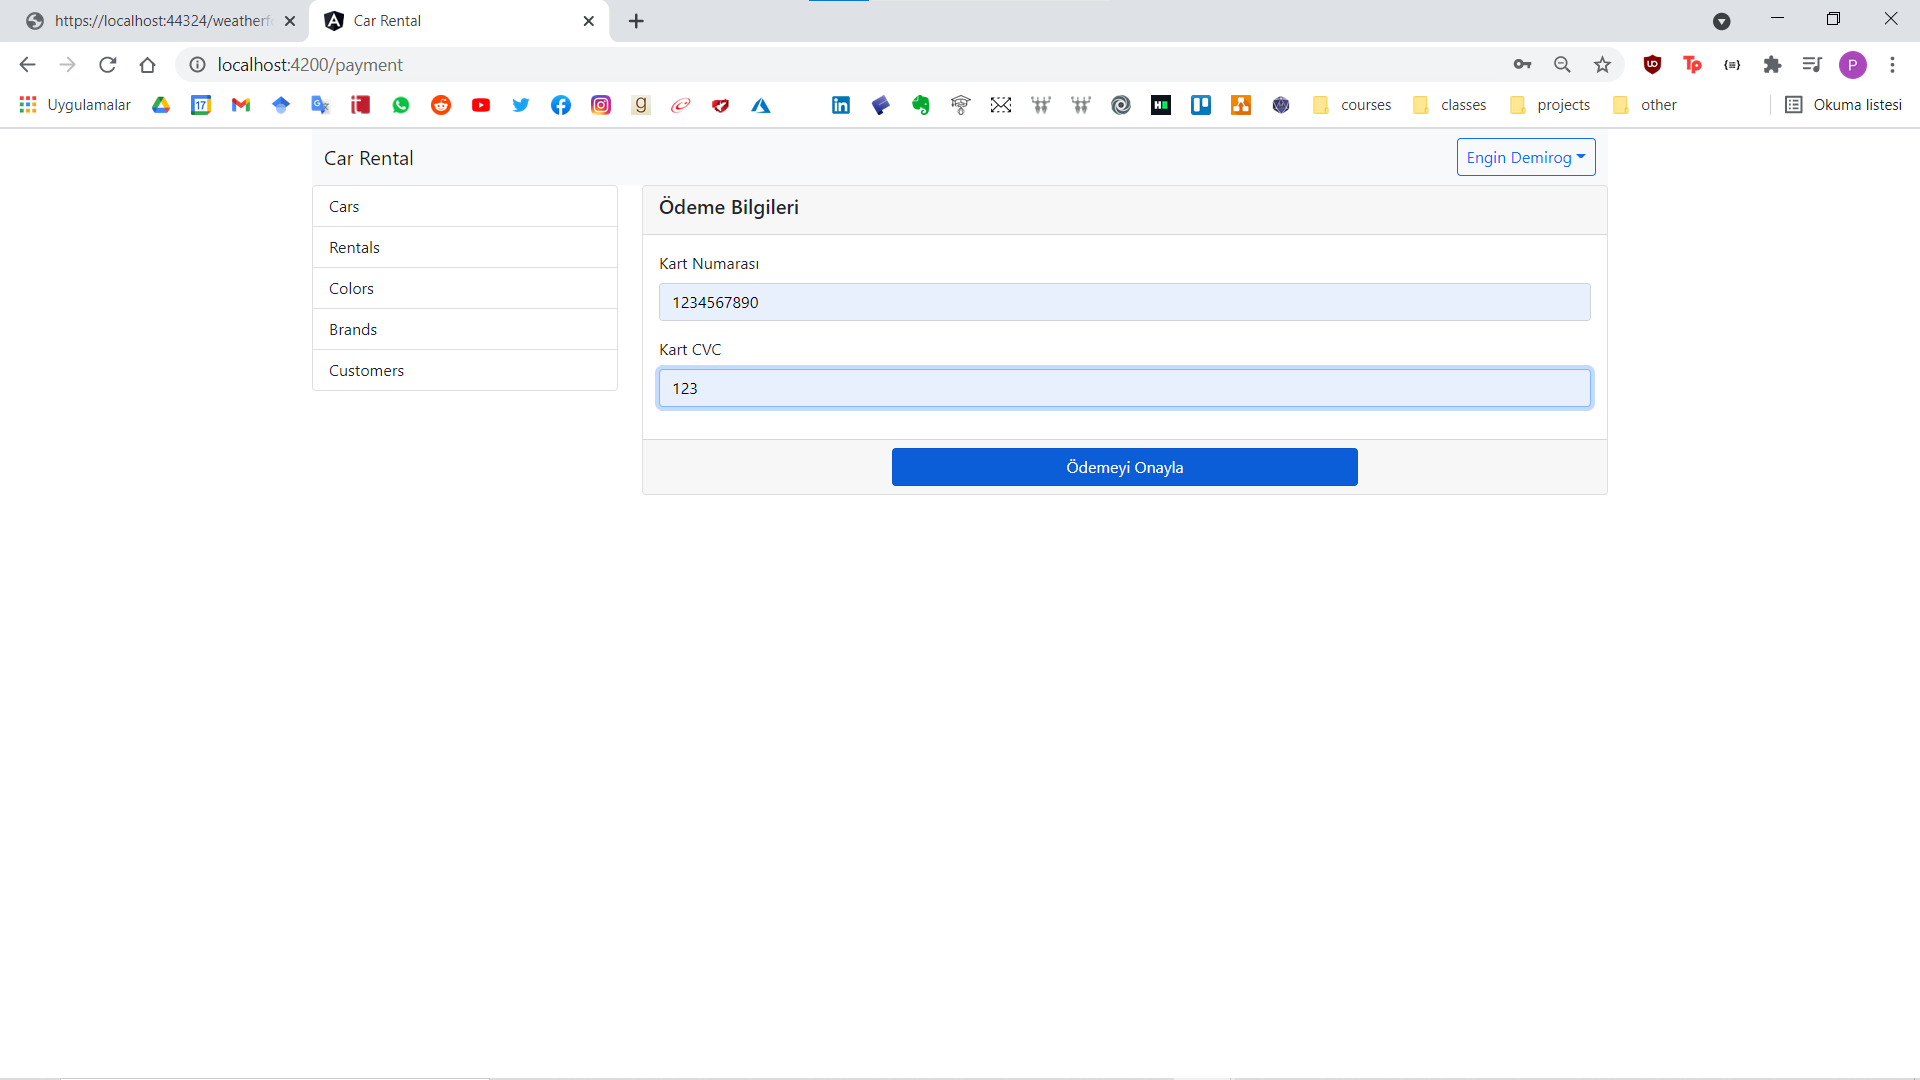 https://localhost:44324/weatherf
Car Rental
localhost:4200/payment
P
Uygulamalar
courses
classes
projects
other
Okuma listesi
Car Rental
Engin Demirog
Cars
Rentals
Colors
Brands
Customers
Ödeme Bilgileri
Kart Numarası
1234567890
Kart CVC
123
Ödemeyi Onayla